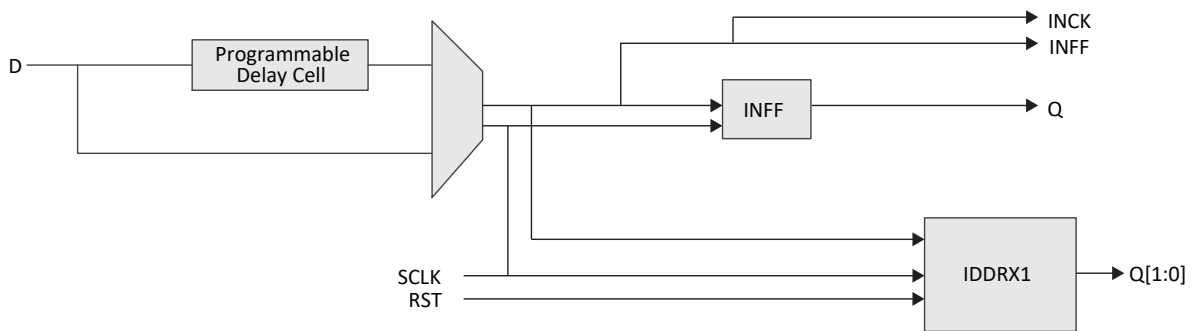 INCK
INFF
Programmable
Delay Cell
D
INFF
Q
SCLK
RST
IDDRX1
Q[1:0]